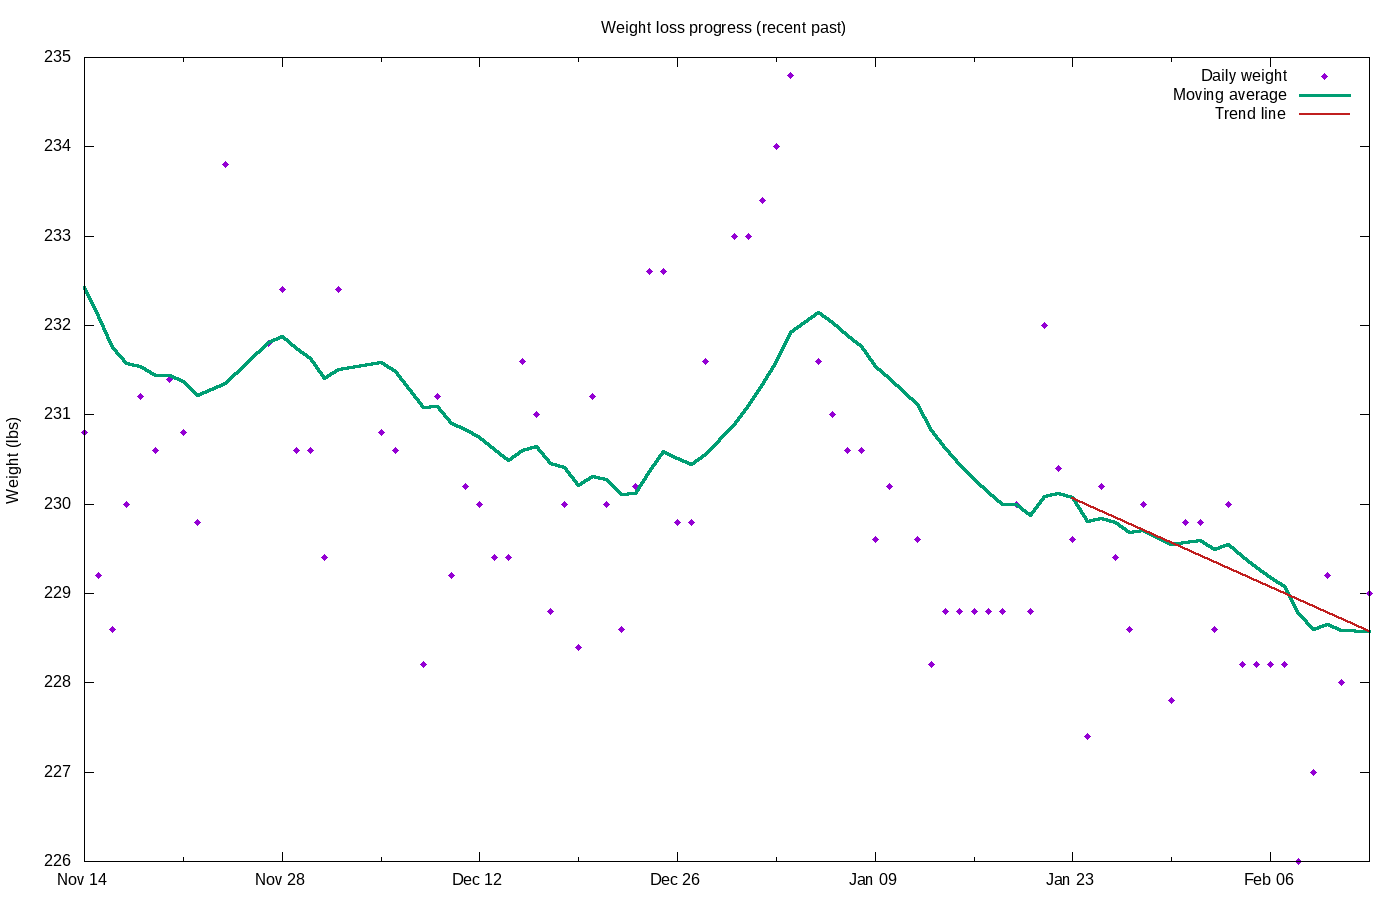 Weight loss progress (recent past)
Daily weight
Moving average
Trend line
Weight (lbs)
235
234
233
232
231
230
229
228
227
226
Nov 14 Nov 28 Dec 12 Dec 26 Jan 09 Jan 23 Feb 06